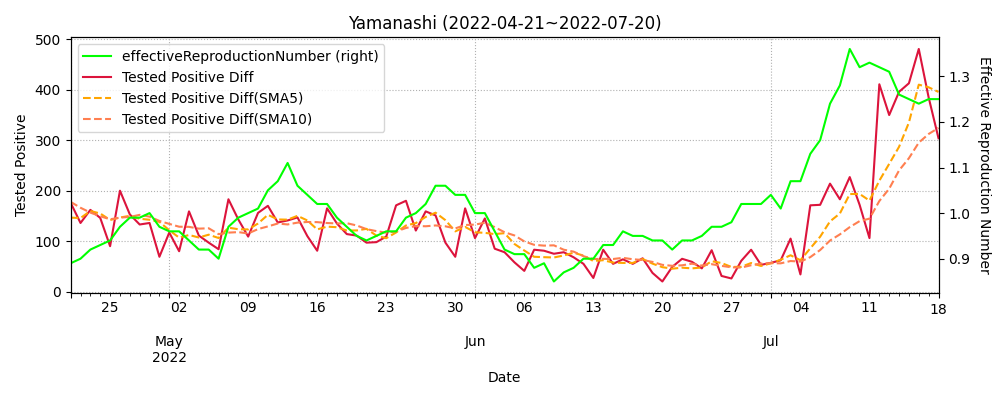 Yamanashi (2022-04-21~2022-07-20)
effectiveReproductionNumber (right)
Tested Positive Diff
Tested Positive Diff(SMA5)
Tested Positive Diff(SMA10)
Tested Positive
500
400
300
200
100
0
Effective Reproduction Number
1.3
1.2
1.1
1.0
0.9
25 02 09 16 23 30 06 13 20 27 04 11 18
May Jun Jul
2022
Date